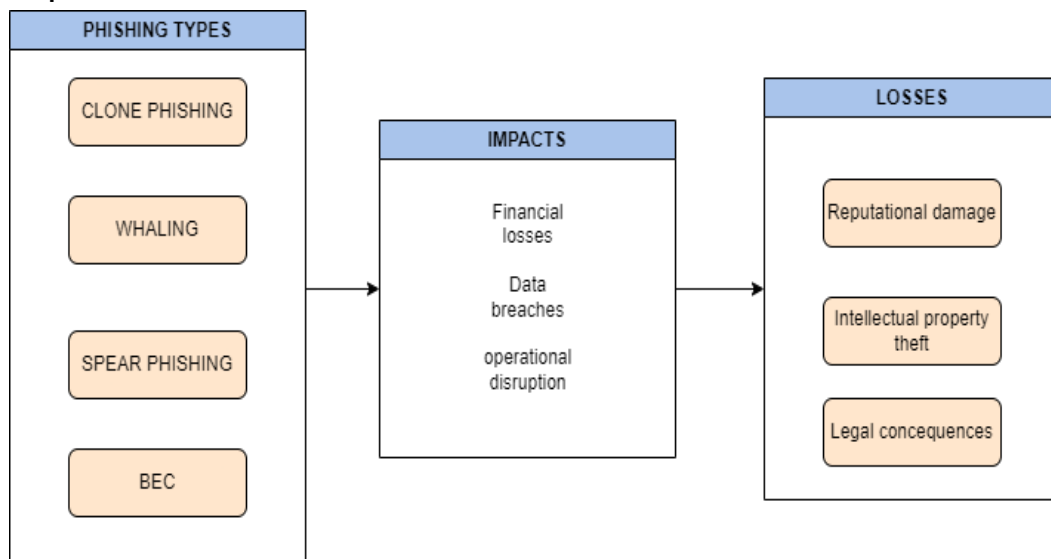 PHISHING TYPES
CLONE PHISHING
WHALING
SPEAR PHISHING
BEC
IMPACTS
Financial
losses
Data
breaches
operational
disruption
LOSSES
Reputational damage
Intellectual property
theft
Legal concequences